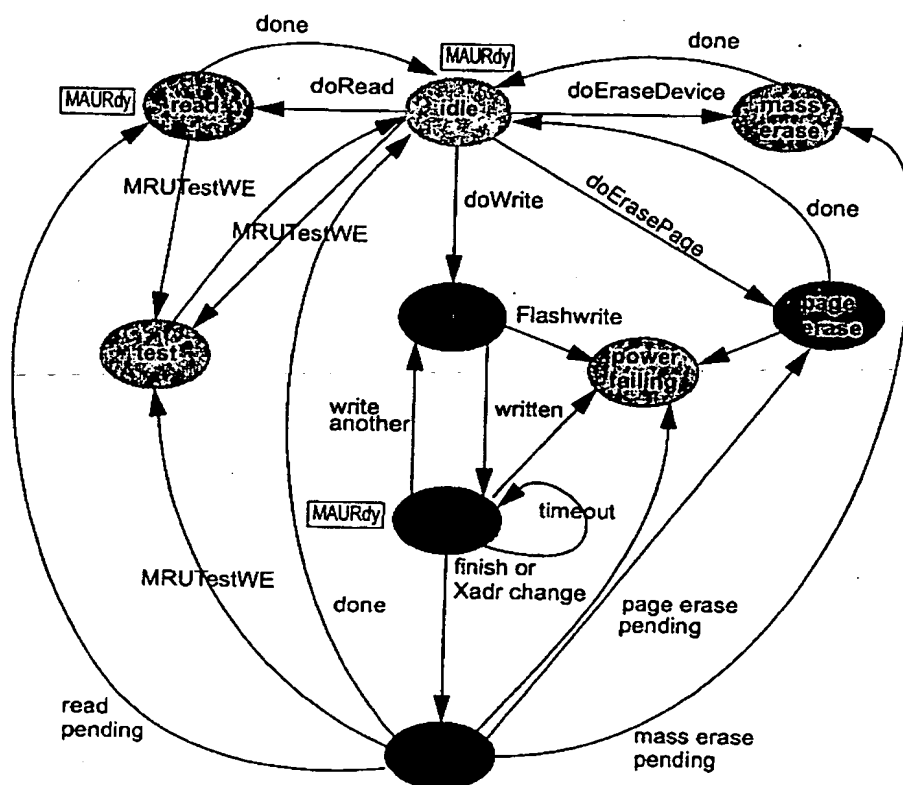 done
MAURdy
done
MAURdy
read
doRead
idle
doEraseDevice
mass
erase
MRUTestWE
MRUTestWE
doWrite
doErasePage
done
page
erase
Flashwrite
test
power
failing
write
another
written
MAURdy
timeout
finish or
Xadr change
MRUTestWE
done
page erase
pending
read
pending
mass erase
pending